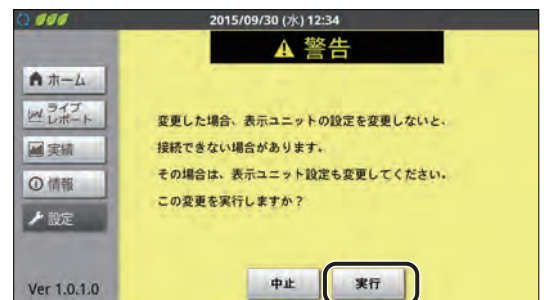 2015/09/30 (水) 12:34
警告
ホーム
ライブ
レポート
実績
情報
設定
変更した場合、表示ユニットの設定を変更しないと、
接続できない場合があります。
その場合は、表示ユニット設定も変更してください。
この変更を実行しますか？
中止 実行
Ver 1.0.1.0